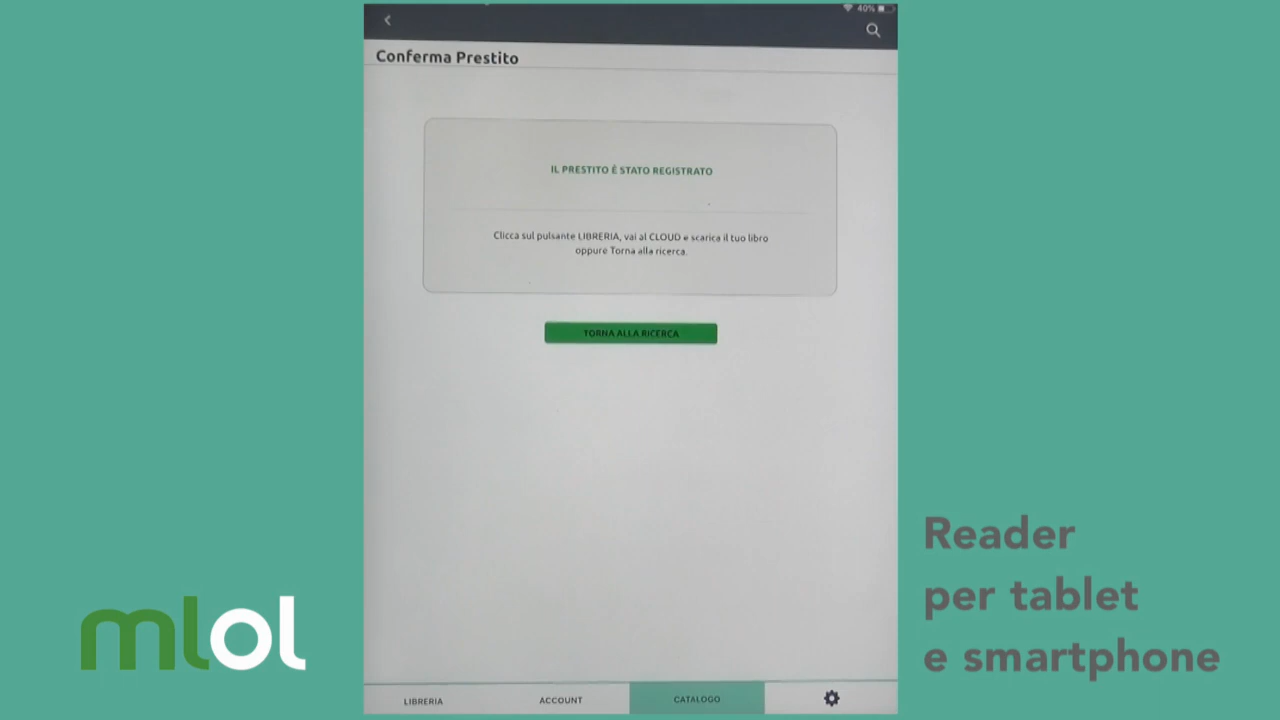 40%
Conferma Prestito
IL PRESTITO É STATO REGISTRATO
Clicca sul pulsante LIBRERIA, vai al CLOUD e scarica il tuo libro
oppure Torna alla ricerca.
TORNA ALLA RICERCA
LIBRERIA ACCOUNT CATALOGO
mlol
Reader
per tablet
e smartphone